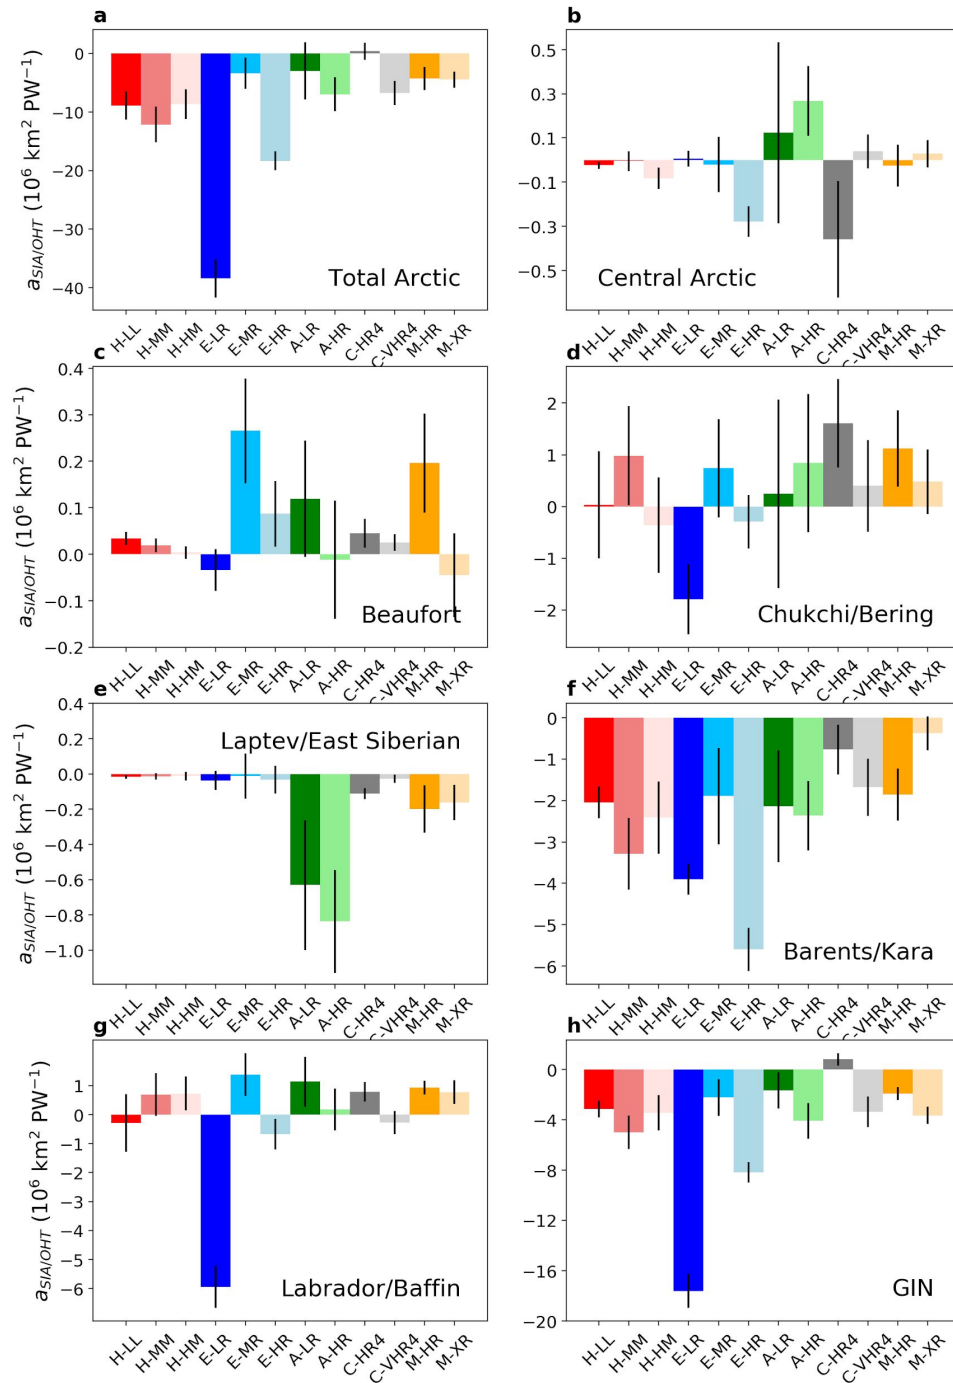 a
b
0
−10
−20
−30
−40
a_SIA/OHT (10⁶ km² PW⁻¹)
Total Arctic
H-LL H-MM H-HM E-LR E-MR E-HR A-LR A-HR C-HR4 C-VHR4 M-HR M-XR
0.5
0.3
0.1
−0.1
−0.3
−0.5
Central Arctic
H-LL H-MM H-HM E-LR E-MR E-HR A-LR A-HR C-HR4 C-VHR4 M-HR M-XR
c
d
0.4
0.3
0.2
0.1
0.0
−0.1
−0.2
a_SIA/OHT (10⁶ km² PW⁻¹)
Beaufort
H-LL H-MM H-HM E-LR E-MR E-HR A-LR A-HR C-HR4 C-VHR4 M-HR M-XR
2
1
0
−1
−2
Chukchi/Bering
H-LL H-MM H-HM E-LR E-MR E-HR A-LR A-HR C-HR4 C-VHR4 M-HR M-XR
e
f
0.4
0.2
0.0
−0.2
−0.4
−0.6
−0.8
−1.0
a_SIA/OHT (10⁶ km² PW⁻¹)
Laptev/East Siberian
H-LL H-MM H-HM E-LR E-MR E-HR A-LR A-HR C-HR4 C-VHR4 M-HR M-XR
0
−1
−2
−3
−4
−5
−6
Barents/Kara
H-LL H-MM H-HM E-LR E-MR E-HR A-LR A-HR C-HR4 C-VHR4 M-HR M-XR
g
h
1
0
−1
−2
−3
−4
−5
−6
a_SIA/OHT (10⁶ km² PW⁻¹)
Labrador/Baffin
H-LL H-MM H-HM E-LR E-MR E-HR A-LR A-HR C-HR4 C-VHR4 M-HR M-XR
0
−4
−8
−12
−16
−20
GIN
H-LL H-MM H-HM E-LR E-MR E-HR A-LR A-HR C-HR4 C-VHR4 M-HR M-XR